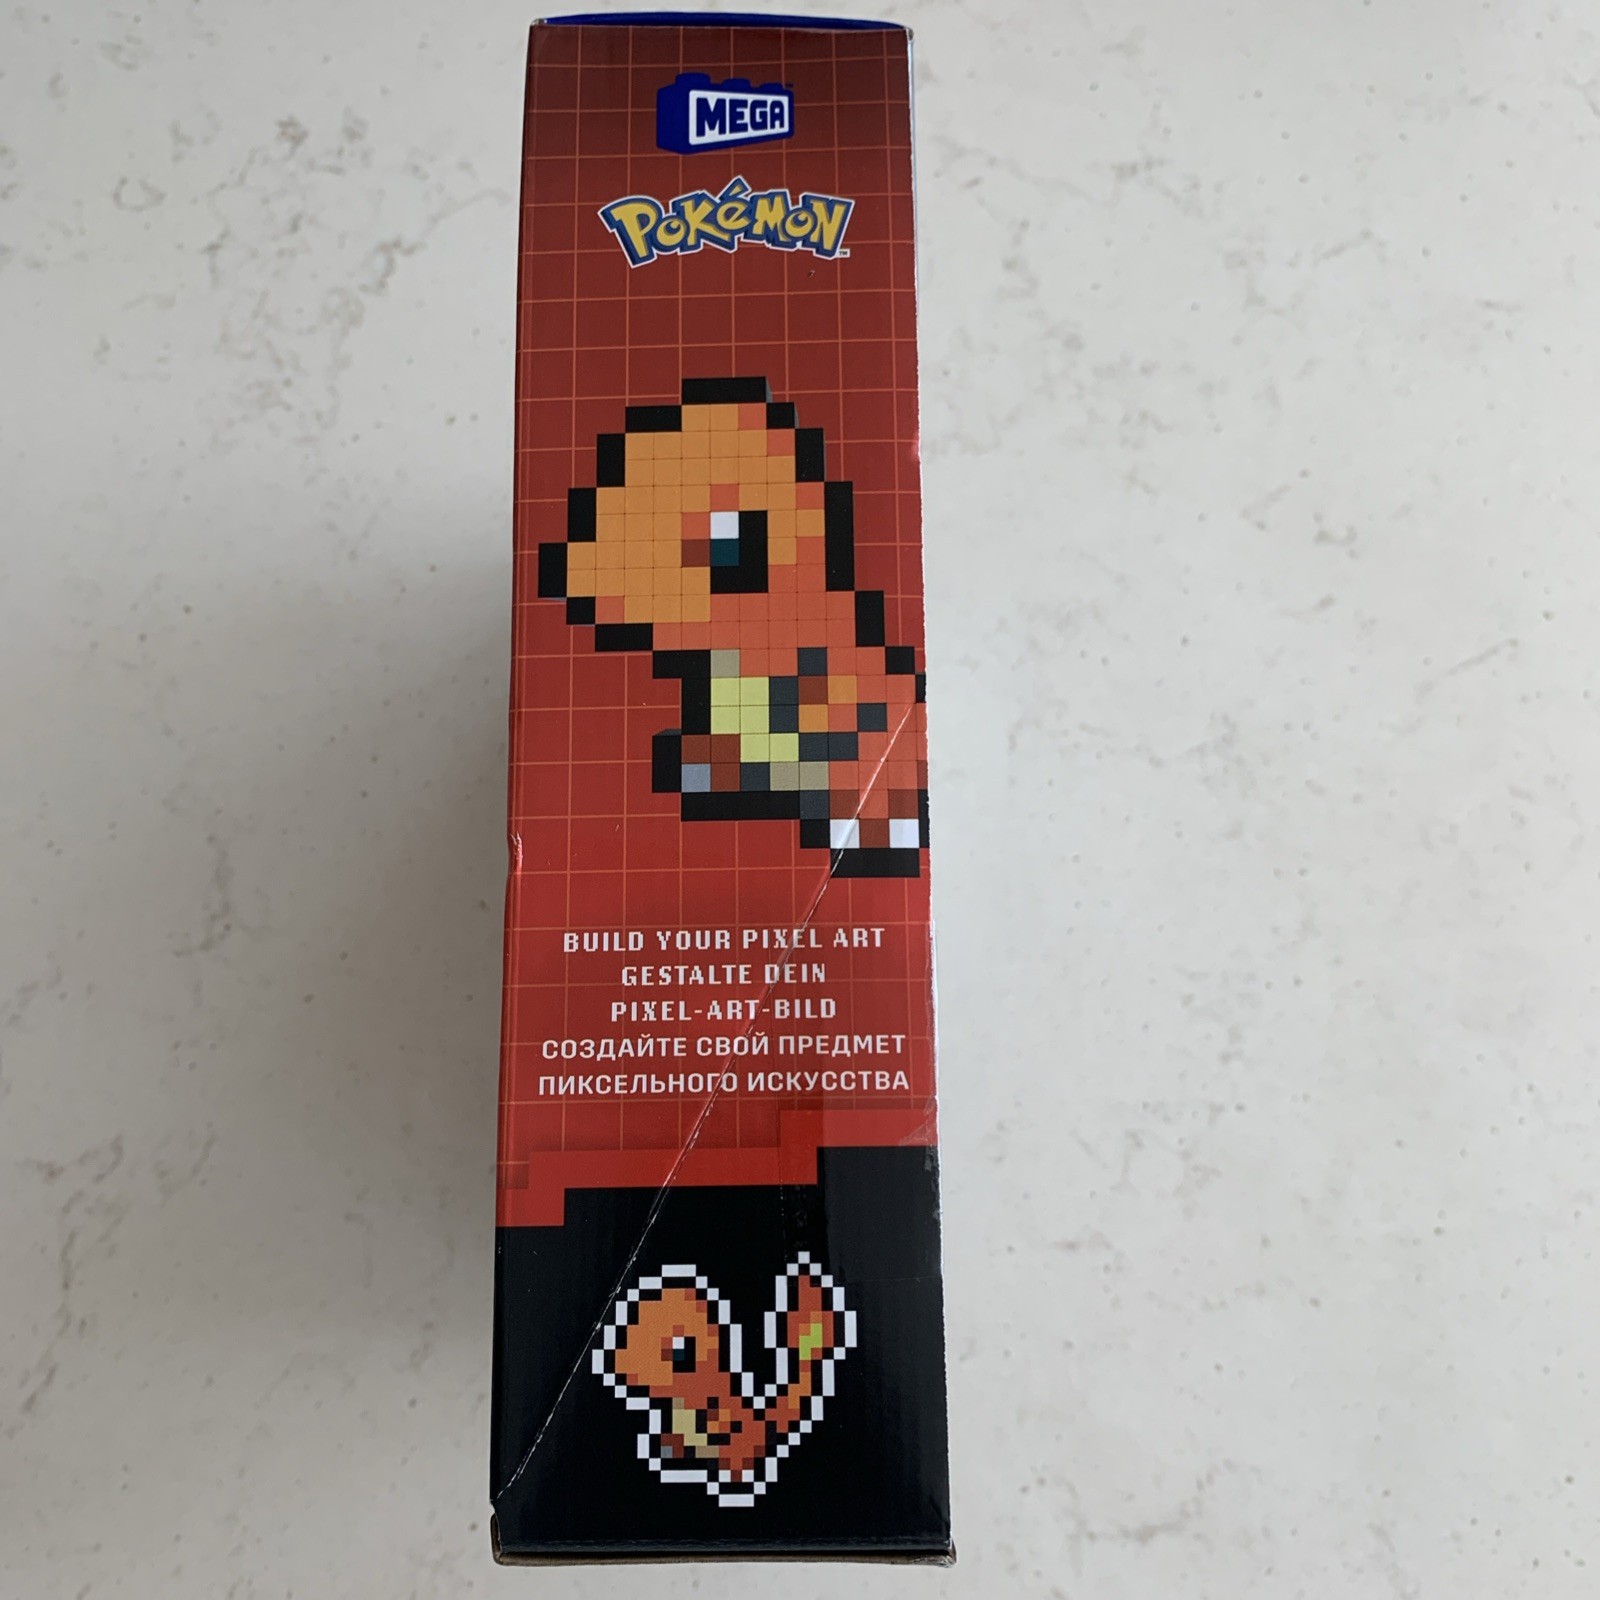 MEGA
POKéMON
BUILD YOUR PIXEL ART
GESTALTE DEIN
PIXEL-ART-BILD
СОЗДАЙТЕ СВОЙ ПРЕДМЕТ
ПИКСЕЛЬНОГО ИСКУССТВА